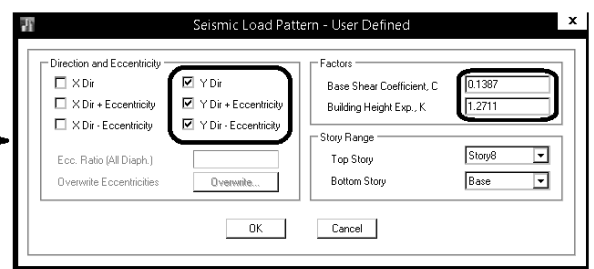 Seismic Load Pattern - User Defined
x
Direction and Eccentricity
X Dir
Y Dir
X Dir + Eccentricity
Y Dir + Eccentricity
X Dir - Eccentricity
Y Dir - Eccentricity
Ecc. Ratio (All Diaph.)
Overwrite Eccentricities
Overwrite...
Factors
Base Shear Coefficient, C
0.1387
Building Height Exp., K
1.2711
Story Range
Top Story
Story8
Bottom Story
Base
OK
Cancel